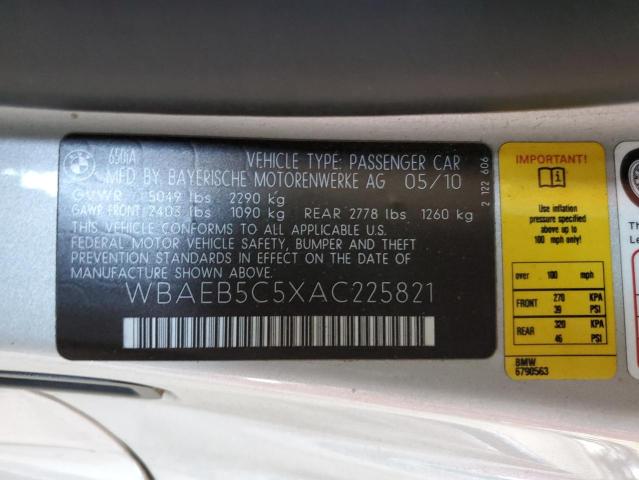 BMW
650iA VEHICLE TYPE: PASSENGER CAR
MFD BY: BAYERISCHE MOTORENWERKE AG 05/10
GVWR 5049 lbs 2290 kg
GAWR FRONT: 2403 lbs 1090 kg REAR 2778 lbs 1260 kg
THIS VEHICLE CONFORMS TO ALL APPLICABLE U.S.
FEDERAL MOTOR VEHICLE SAFETY, BUMPER AND THEFT
PREVENTION STANDARDS IN EFFECT ON THE DATE OF
MANUFACTURE SHOWN ABOVE.
WBAEB5C5XAC225821
2 122 606
IMPORTANT!
Use inflation
pressure specified
above up to
100 mph only!
over 100 mph
FRONT 270 KPA
39 PSI
REAR 320 KPA
46 PSI
BMW
6790563